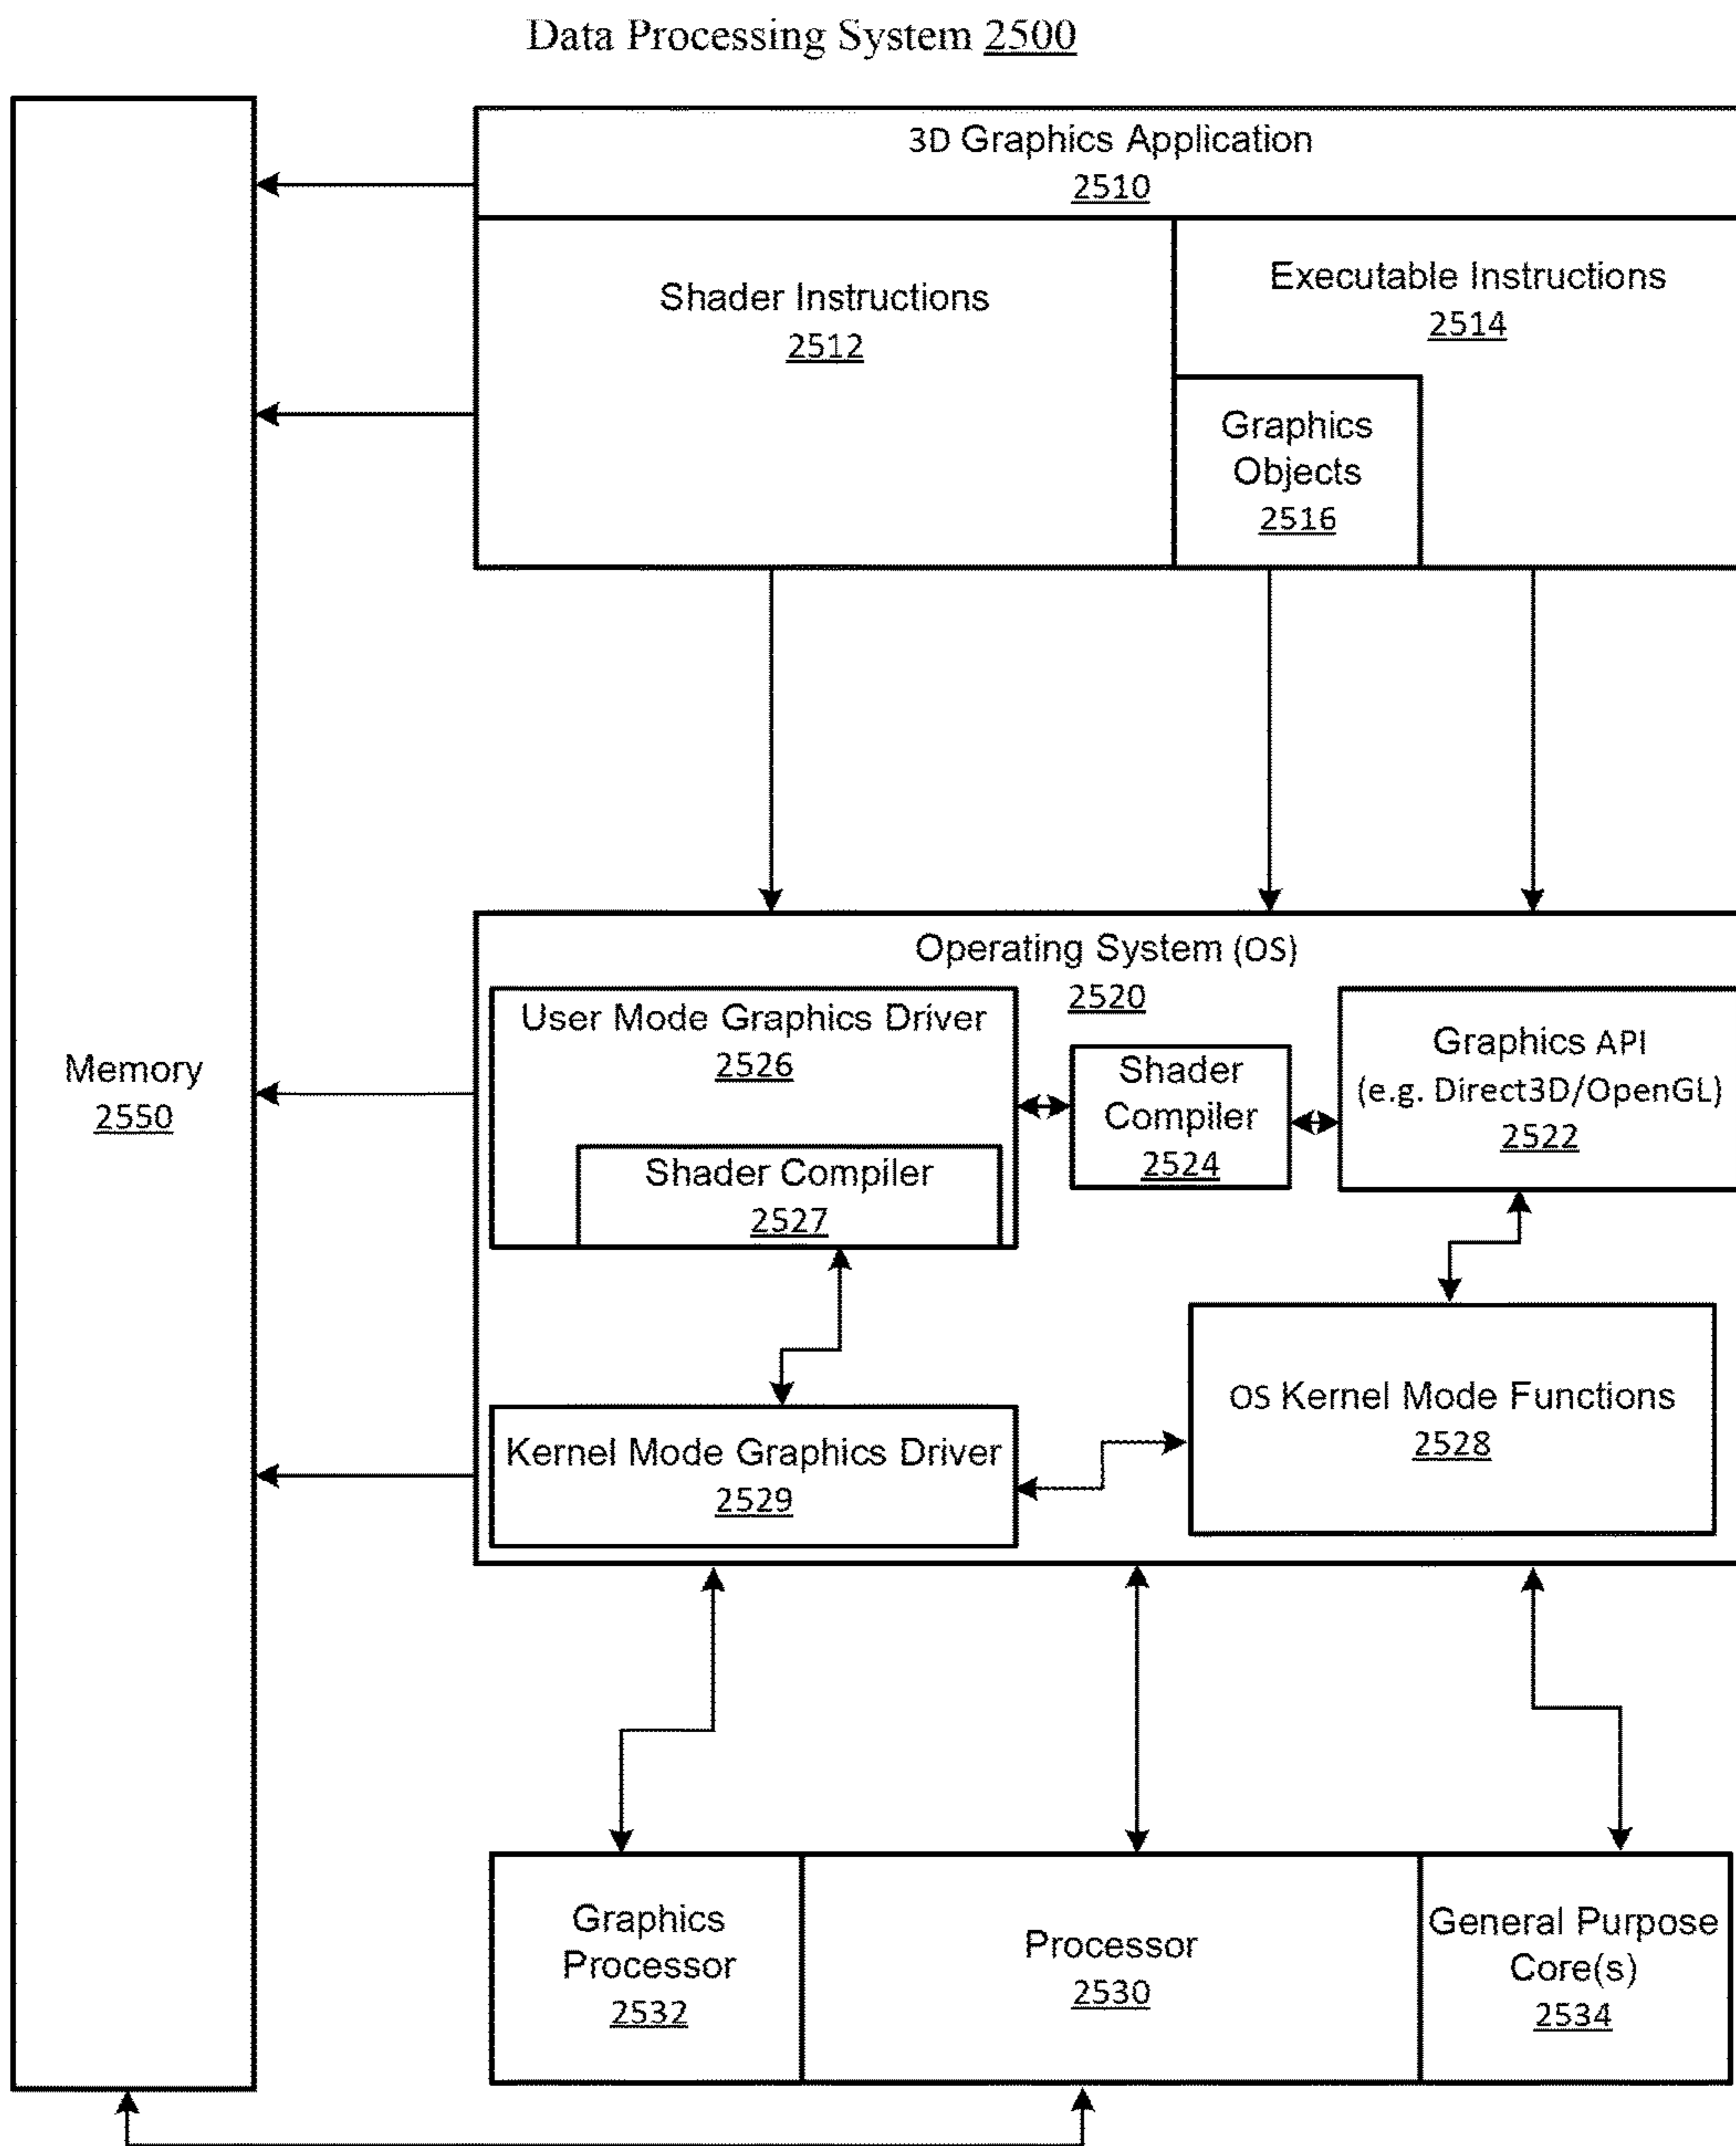 Data Processing System 2500
3D Graphics Application
2510
Shader Instructions
2512
Executable Instructions
2514
Graphics
Objects
2516
Memory
2550
Operating System (OS)
2520
User Mode Graphics Driver
2526
Shader Compiler
2527
Shader
Compiler
2524
Graphics API
(e.g. Direct3D/OpenGL)
2522
Kernel Mode Graphics Driver
2529
OS Kernel Mode Functions
2528
Graphics
Processor
2532
Processor
2530
General Purpose
Core(s)
2534